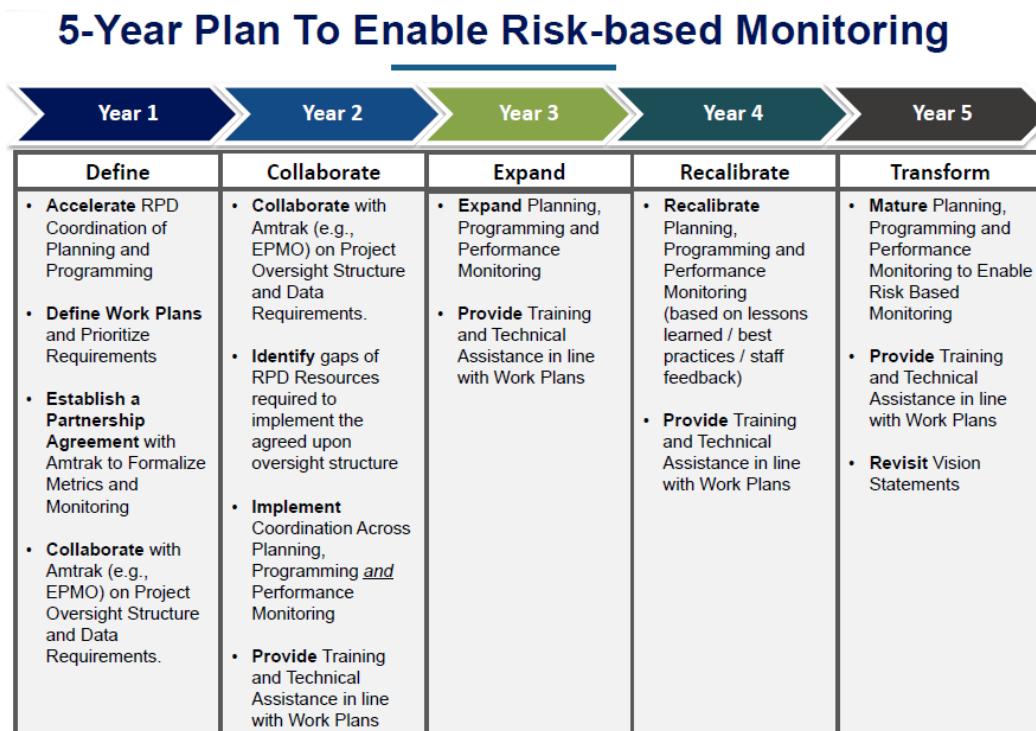 5-Year Plan To Enable Risk-based Monitoring
Year 1
Year 2
Year 3
Year 4
Year 5
Define
• Accelerate RPD
Coordination of
Planning and
Programming
• Define Work Plans
and Prioritize
Requirements
• Establish a
Partnership
Agreement with
Amtrak to Formalize
Metrics and
Monitoring
• Collaborate with
Amtrak (e.g.,
EPMO) on Project
Oversight Structure
and Data
Requirements.
Collaborate
• Collaborate with
Amtrak (e.g.,
EPMO) on Project
Oversight Structure
and Data
Requirements.
• Identify gaps of
RPD Resources
required to
implement the
agreed upon
oversight structure
• Implement
Coordination Across
Planning,
Programming and
Performance
Monitoring
• Provide Training
and Technical
Assistance in line
with Work Plans
Expand
• Expand Planning,
Programming and
Performance
Monitoring
• Provide Training
and Technical
Assistance in line
with Work Plans
Recalibrate
• Recalibrate
Planning,
Programming and
Performance
Monitoring
(based on lessons
learned / best
practices / staff
feedback)
• Provide Training
and Technical
Assistance in line
with Work Plans
Transform
• Mature Planning,
Programming and
Performance
Monitoring to Enable
Risk Based
Monitoring
• Provide Training
and Technical
Assistance in line
with Work Plans
• Revisit Vision
Statements